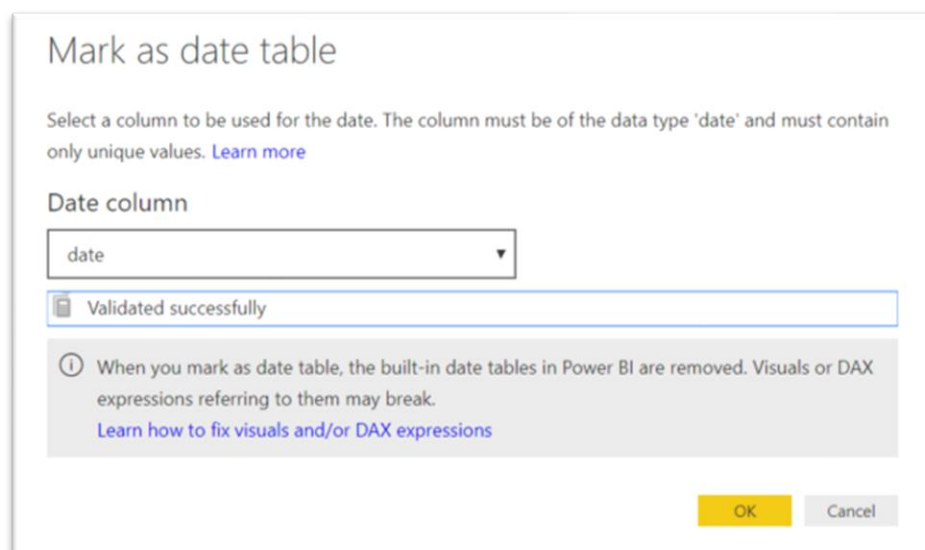 Mark as date table
Select a column to be used for the date. The column must be of the data type 'date' and must contain
only unique values. Learn more
Date column
date
Validated successfully
When you mark as date table, the built-in date tables in Power BI are removed. Visuals or DAX
expressions referring to them may break.
Learn how to fix visuals and/or DAX expressions
OK Cancel